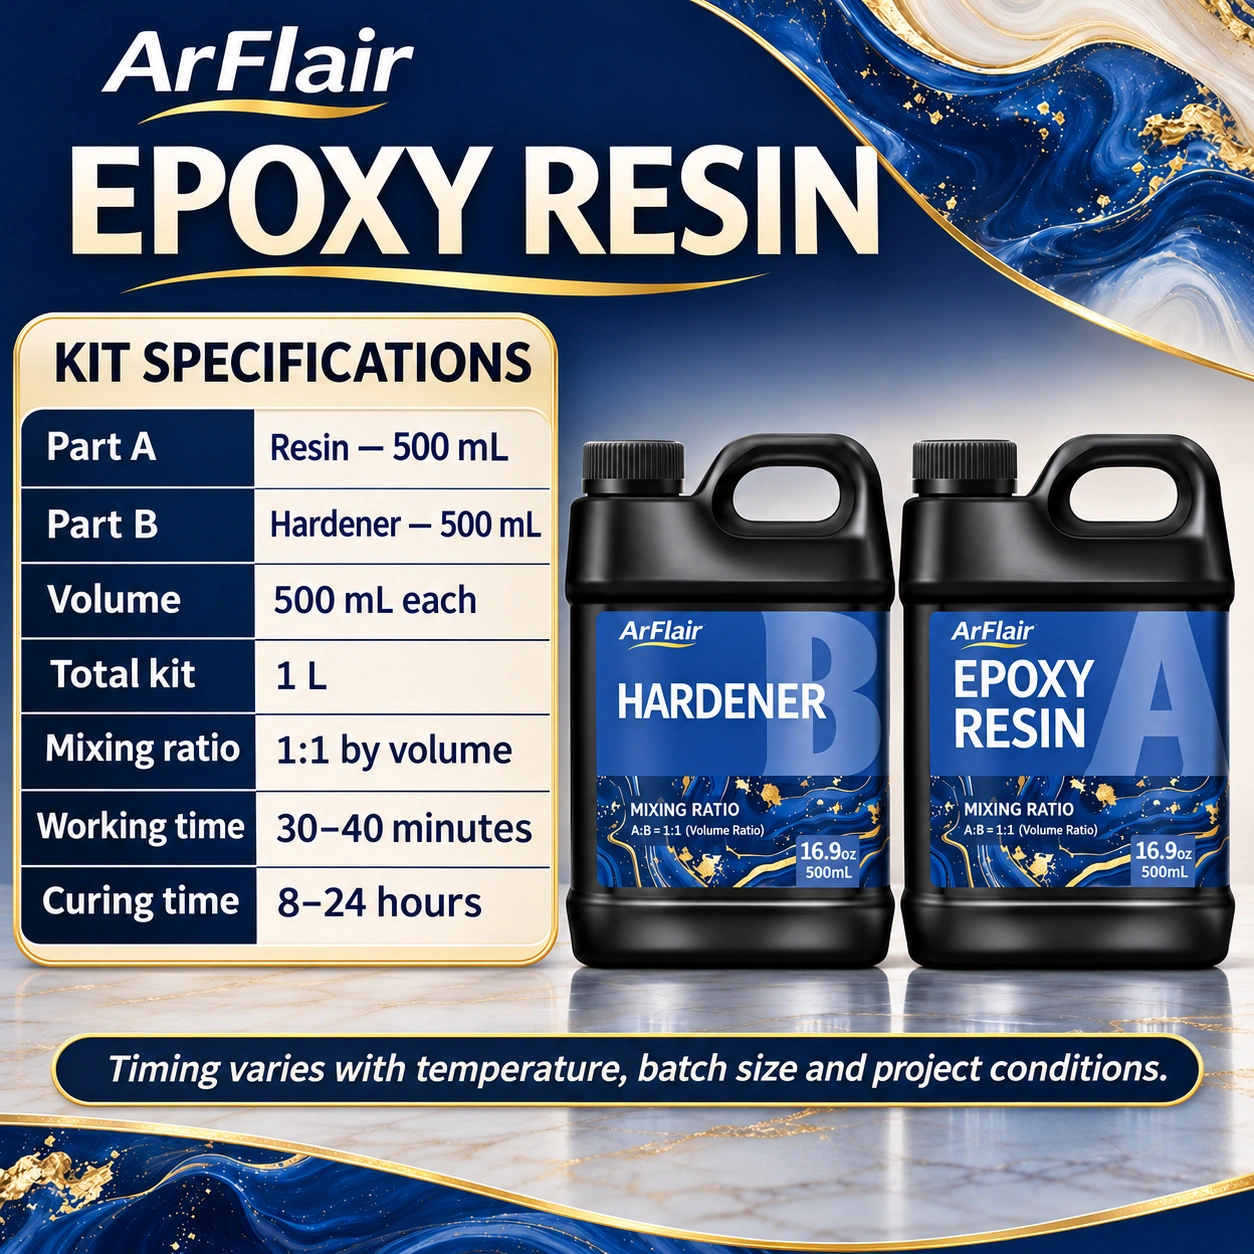 ArFlair
EPOXY RESIN
KIT SPECIFICATIONS
Part A Resin – 500 mL
Part B Hardener – 500 mL
Volume 500 mL each
Total kit 1 L
Mixing ratio 1:1 by volume
Working time 30–40 minutes
Curing time 8–24 hours
ArFlair
B
HARDENER
MIXING RATIO
A:B = 1:1 (Volume Ratio)
16.9oz
500mL
ArFlair
A
EPOXY
RESIN
MIXING RATIO
A:B = 1:1 (Volume Ratio)
16.9oz
500mL
Timing varies with temperature, batch size and project conditions.